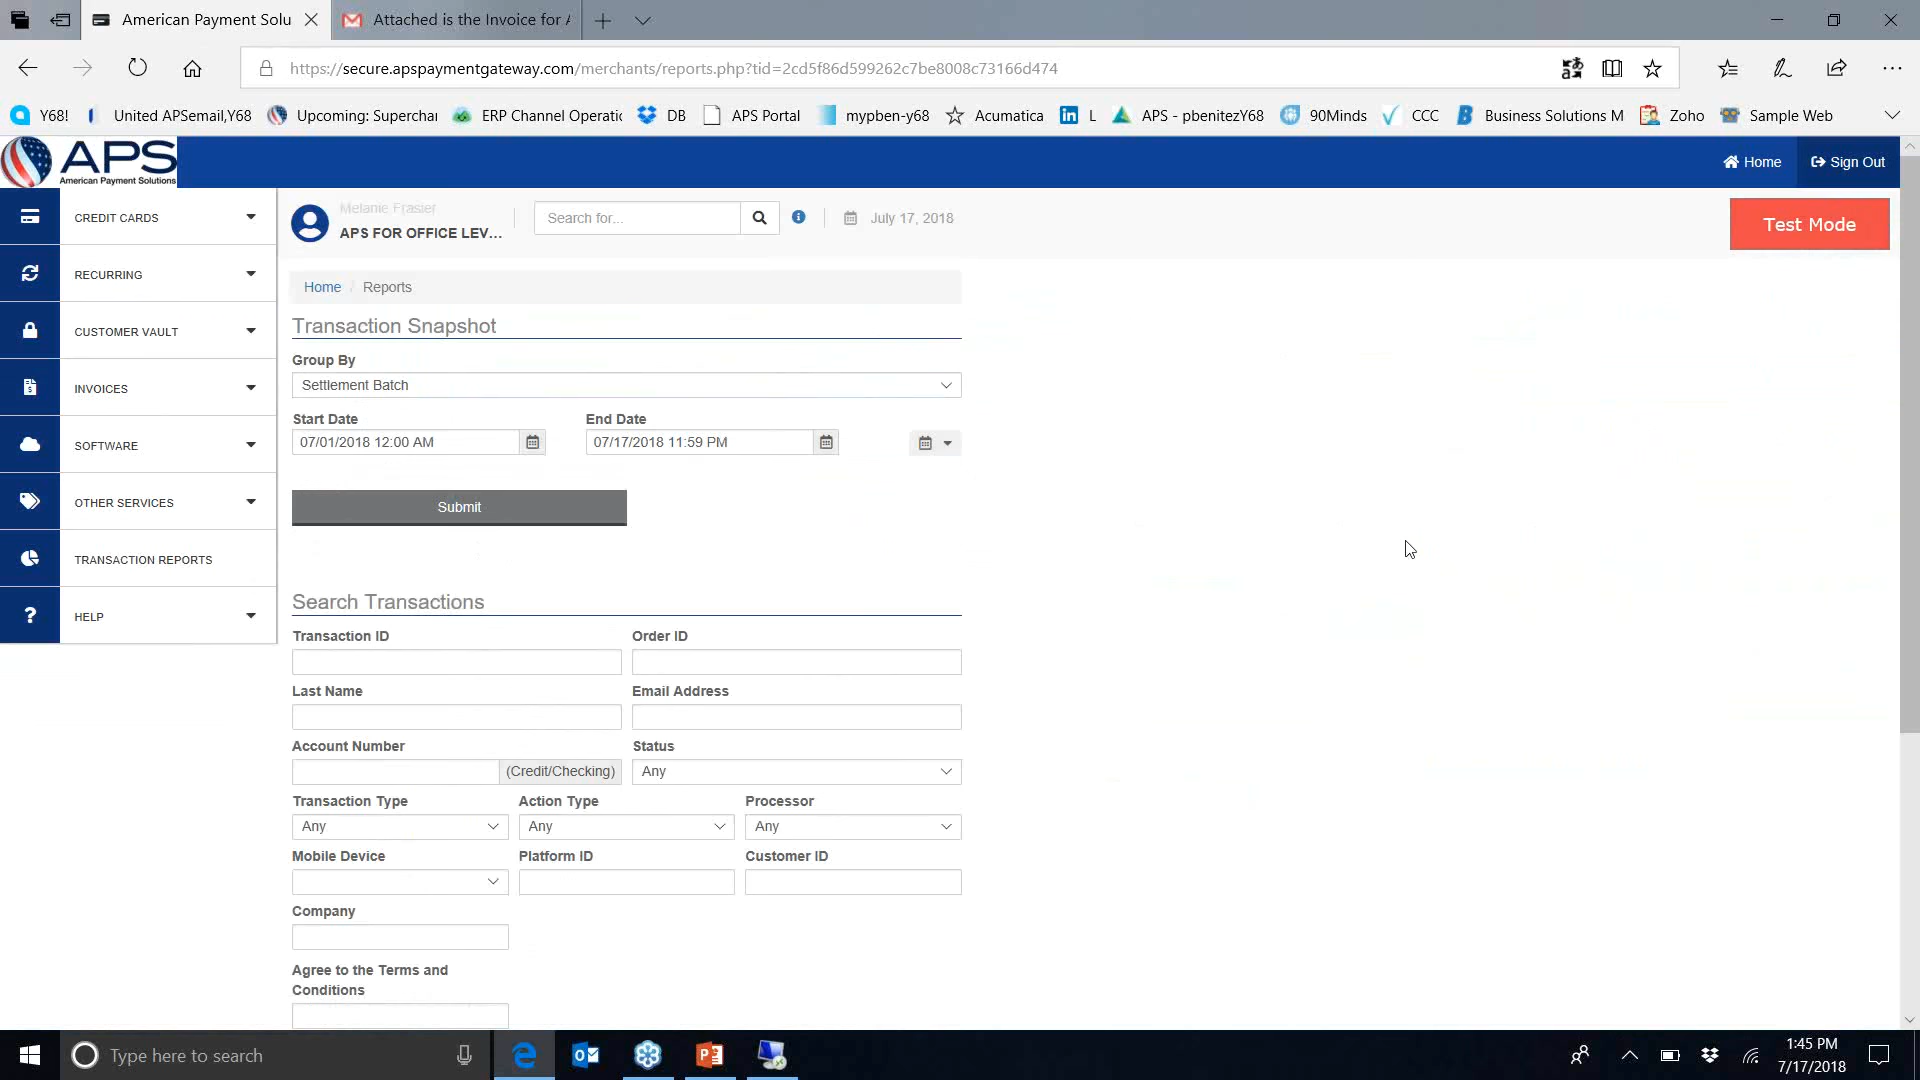 American Payment Solu
Attached is the Invoice for A
https://secure.apspaymentgateway.com/merchants/reports.php?tid=2cd5f86d599262c7be8008c73166d474
Y68!
United APSemail,Y68
Upcoming: Superchar
ERP Channel Operatic
DB
APS Portal
mypben-y68
Acumatica
L
APS - pbenitezY68
90Minds
CCC
Business Solutions M
Zoho
Sample Web
APS
American Payment Solutions
Home
Sign Out
CREDIT CARDS
RECURRING
CUSTOMER VAULT
INVOICES
SOFTWARE
OTHER SERVICES
TRANSACTION REPORTS
HELP
Melanie Frasier
APS FOR OFFICE LEV...
Search for...
July 17, 2018
Test Mode
Home / Reports
Transaction Snapshot
Group By
Settlement Batch
Start Date
End Date
07/01/2018 12:00 AM
07/17/2018 11:59 PM
Submit
Search Transactions
Transaction ID
Order ID
Last Name
Email Address
Account Number
Status
(Credit/Checking)
Any
Transaction Type
Action Type
Processor
Any
Any
Any
Mobile Device
Platform ID
Customer ID
Company
Agree to the Terms and
Conditions
Type here to search
1:45 PM
7/17/2018